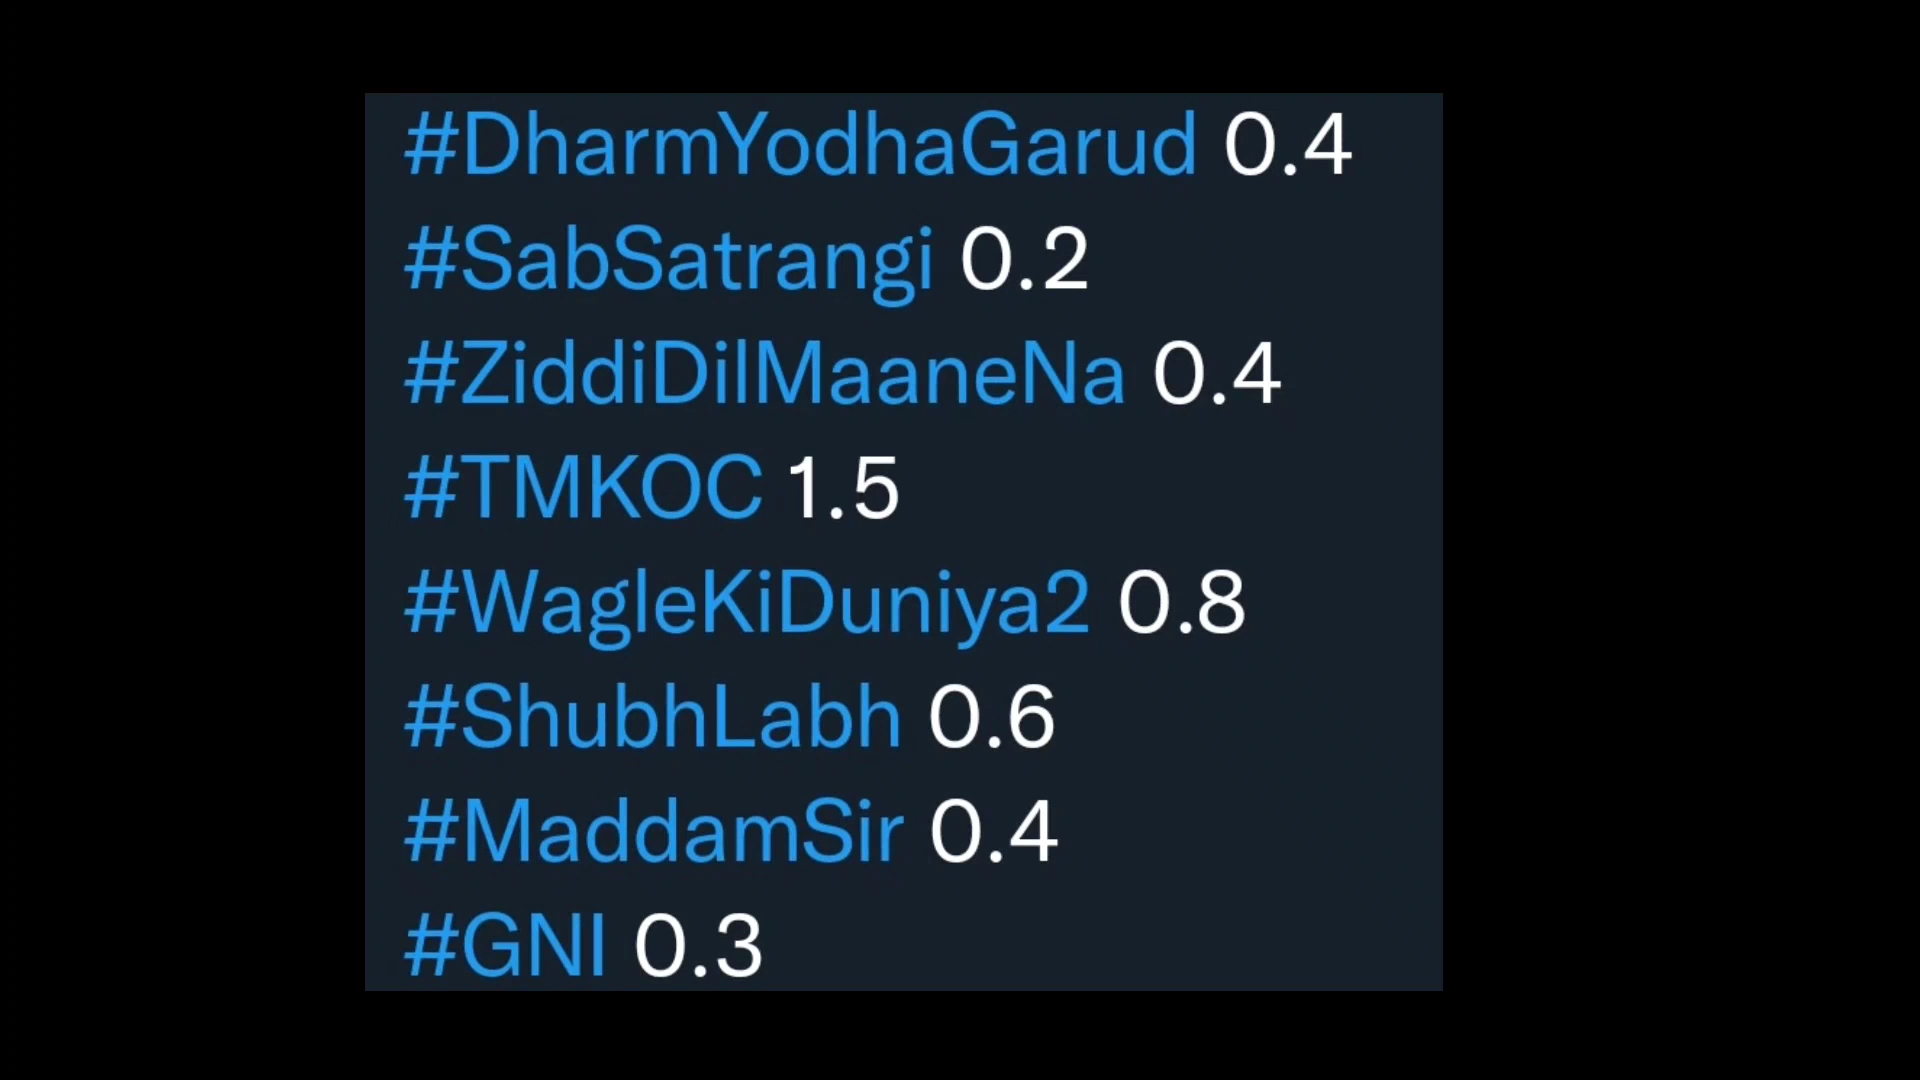 #DharmYodhaGarud 0.4
#SabSatrangi 0.2
#ZiddiDilMaaneNa 0.4
#TMKOC 1.5
#WagleKiDuniya2 0.8
#ShubhLabh 0.6
#MaddamSir 0.4
#GNI 0.3